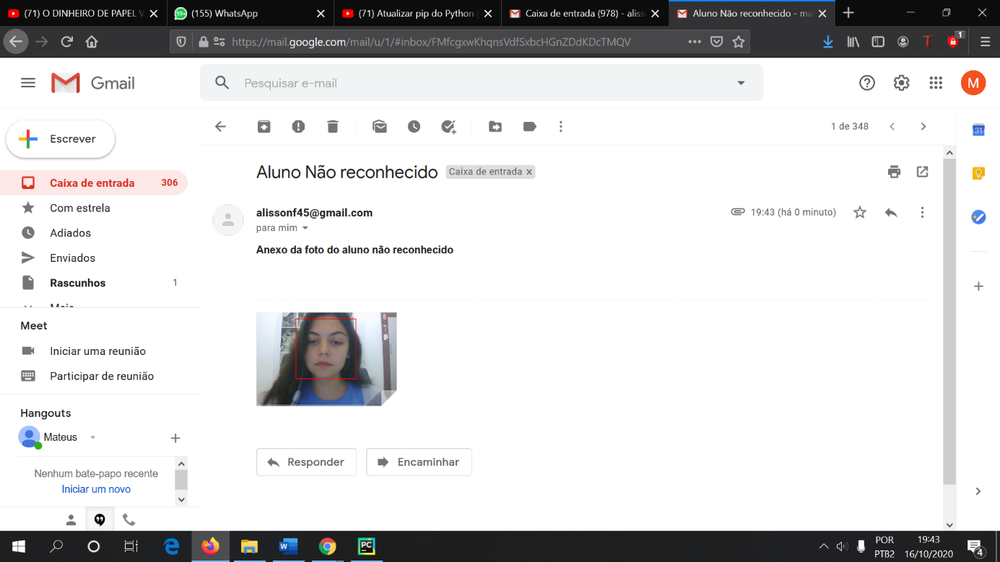 (71) O DINHEIRO DE PAPEL V
(155) WhatsApp
(71) Atualizar pip do Python (
Caixa de entrada (978) - aliss
Aluno Não reconhecido - ma
https://mail.google.com/mail/u/1/#inbox/FMfcgxwKhqnsVdfSxbcHGnZDdKDcTMQV
1
Gmail
Pesquisar e-mail
M
Escrever
1 de 348
31
Aluno Não reconhecido
Caixa de entrada x
Caixa de entrada 306
Com estrela
alissonf45@gmail.com
19:43 (há 0 minuto)
para mim
Adiados
Anexo da foto do aluno não reconhecido
Enviados
Rascunhos 1
Mais
Meet
Iniciar uma reunião
Participar de reunião
Hangouts
Mateus
Nenhum bate-papo recente
Iniciar um novo
Responder
Encaminhar
POR
PTB2
19:43
16/10/2020
4